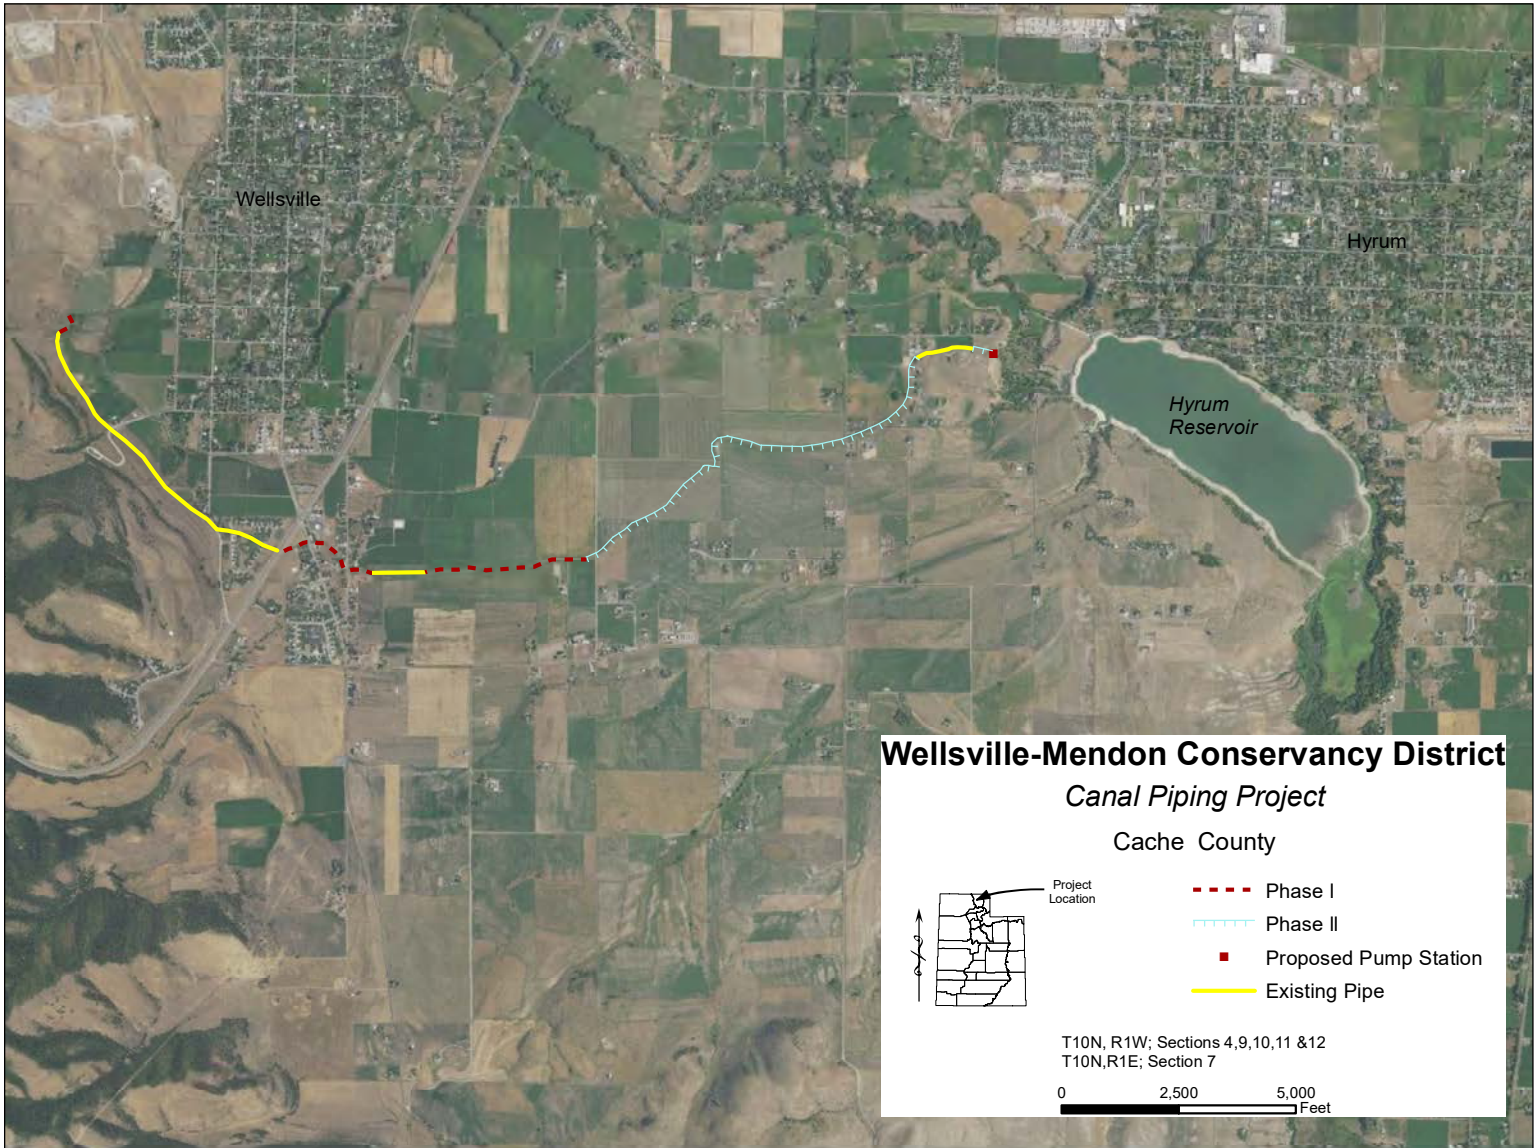 Wellsville
Hyrum
Hyrum
Reservoir
Wellsville-Mendon Conservancy District
Canal Piping Project
Cache County
Project
Location
Phase I
Phase II
Proposed Pump Station
Existing Pipe
T10N, R1W; Sections 4,9,10,11 &12
T10N,R1E; Section 7
0 2,500 5,000
Feet